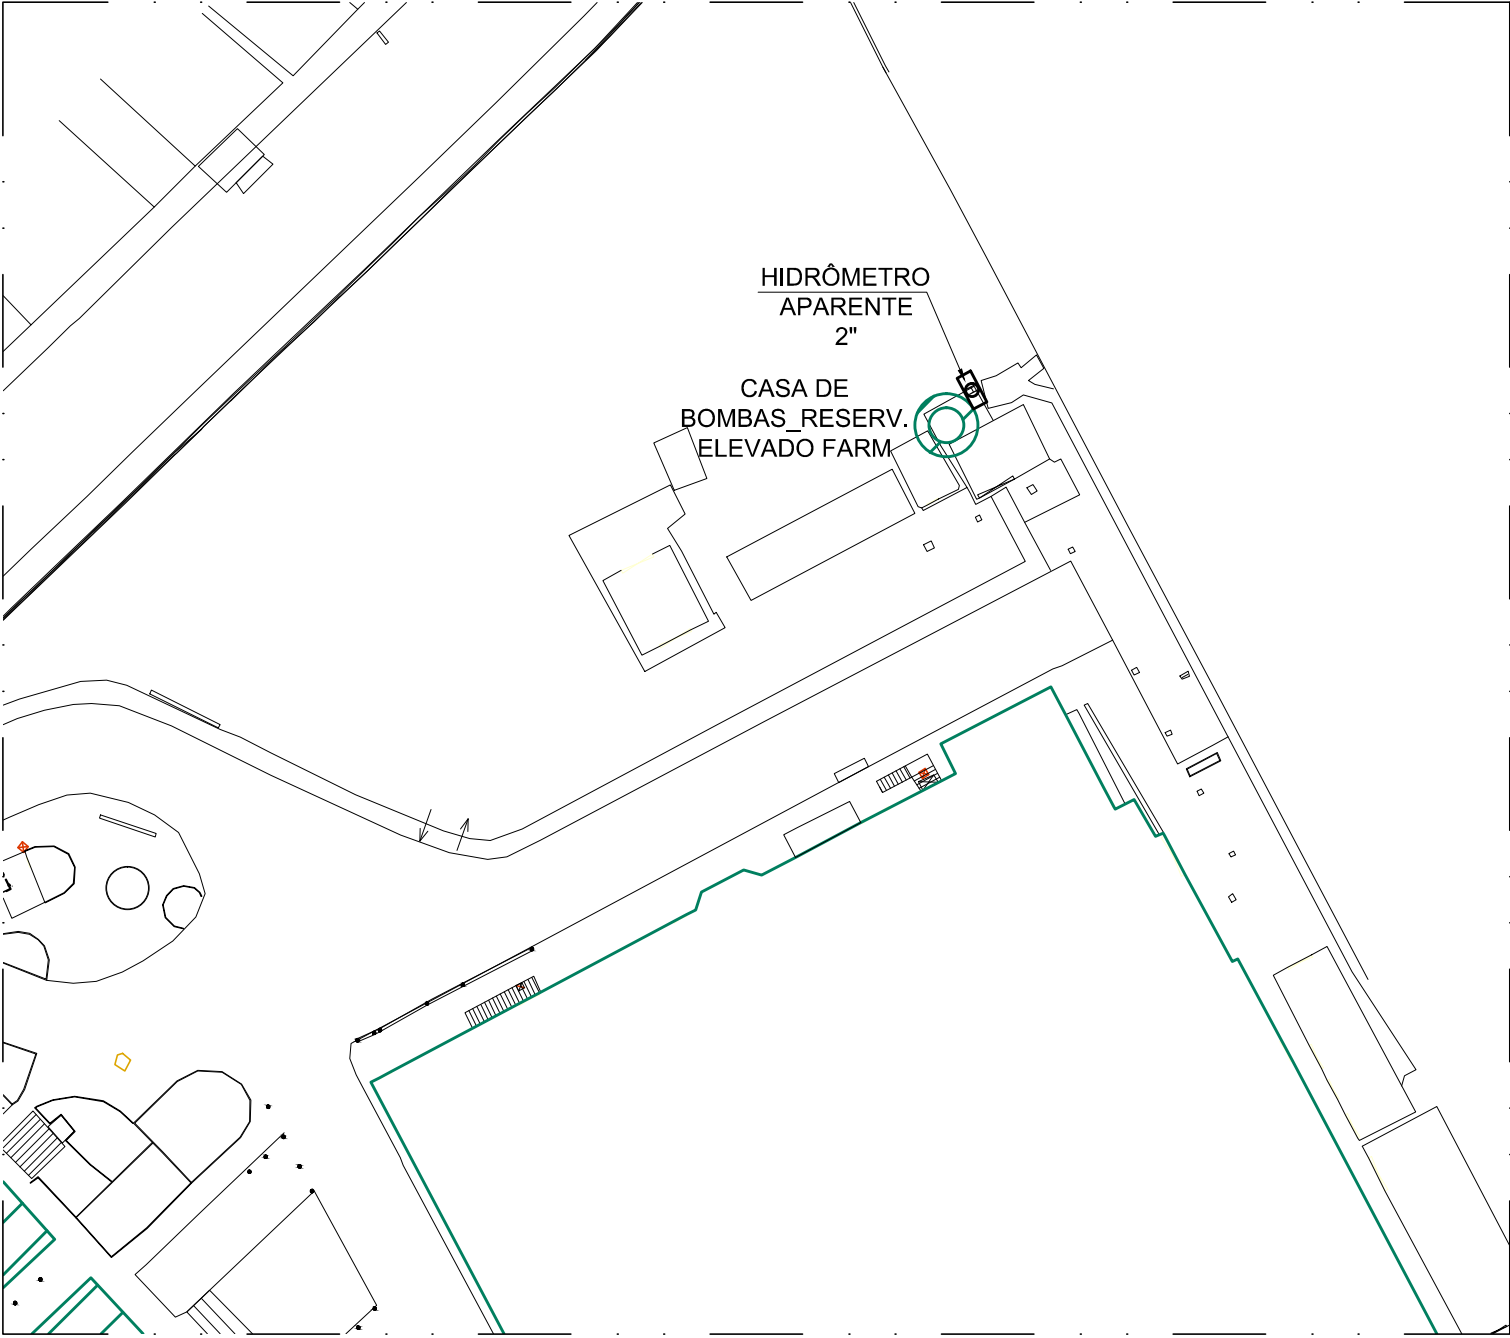 HIDRÔMETRO
APARENTE
2"
CASA DE
BOMBAS_RESERV.
ELEVADO FARM